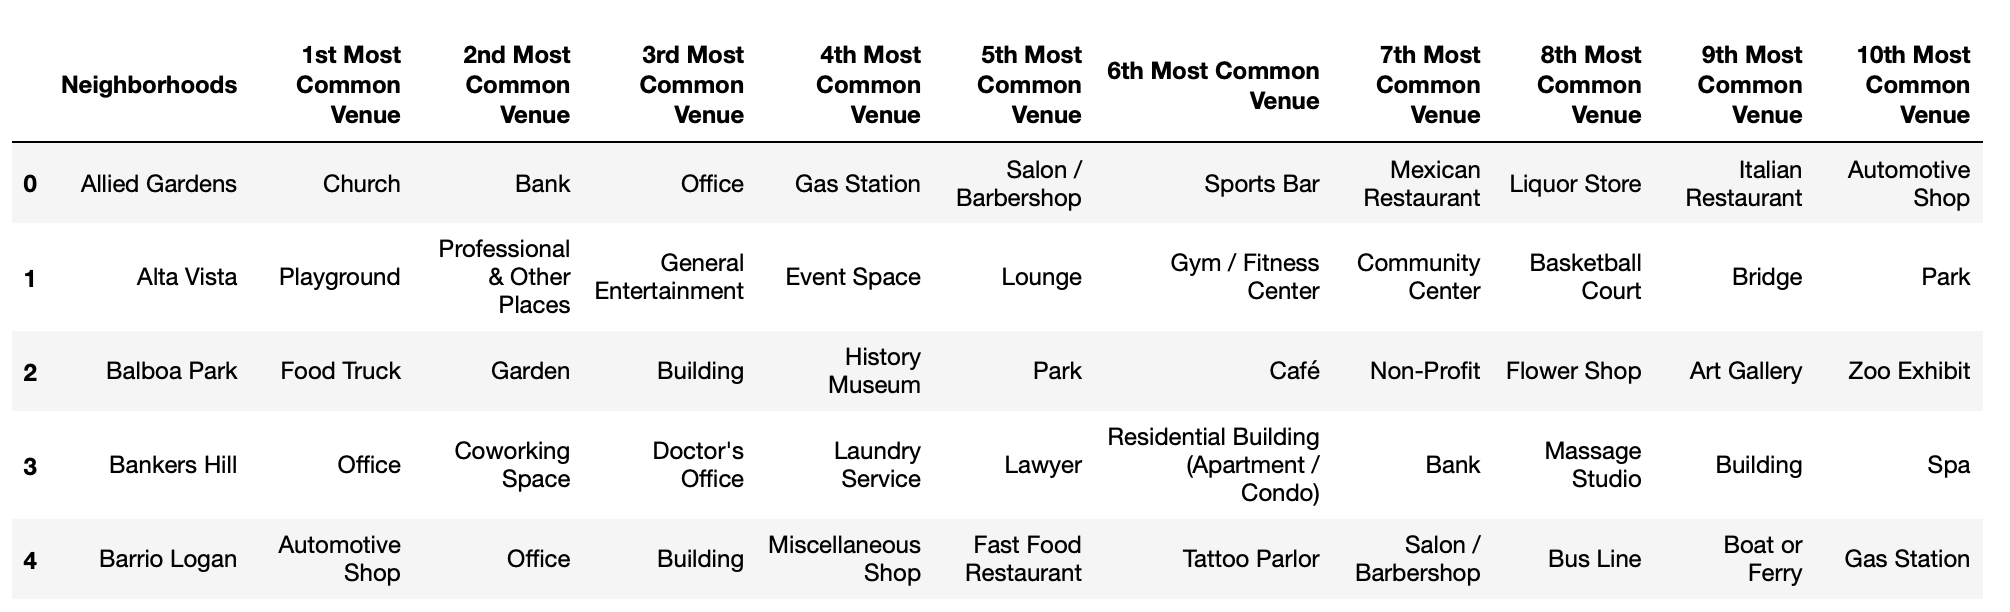 Neighborhoods 1st Most Common Venue 2nd Most Common Venue 3rd Most Common Venue 4th Most Common Venue 5th Most Common Venue 6th Most Common Venue 7th Most Common Venue 8th Most Common Venue 9th Most Common Venue 10th Most Common Venue
0 Allied Gardens Church Bank Office Gas Station Salon / Barbershop Sports Bar Mexican Restaurant Liquor Store Italian Restaurant Automotive Shop
1 Alta Vista Playground Professional & Other Places General Entertainment Event Space Lounge Gym / Fitness Center Community Center Basketball Court Bridge Park
2 Balboa Park Food Truck Garden Building History Museum Park Café Non-Profit Flower Shop Art Gallery Zoo Exhibit
3 Bankers Hill Office Coworking Space Doctor's Office Laundry Service Lawyer Residential Building (Apartment / Condo) Bank Massage Studio Building Spa
4 Barrio Logan Automotive Shop Office Building Miscellaneous Shop Fast Food Restaurant Tattoo Parlor Salon / Barbershop Bus Line Boat or Ferry Gas Station